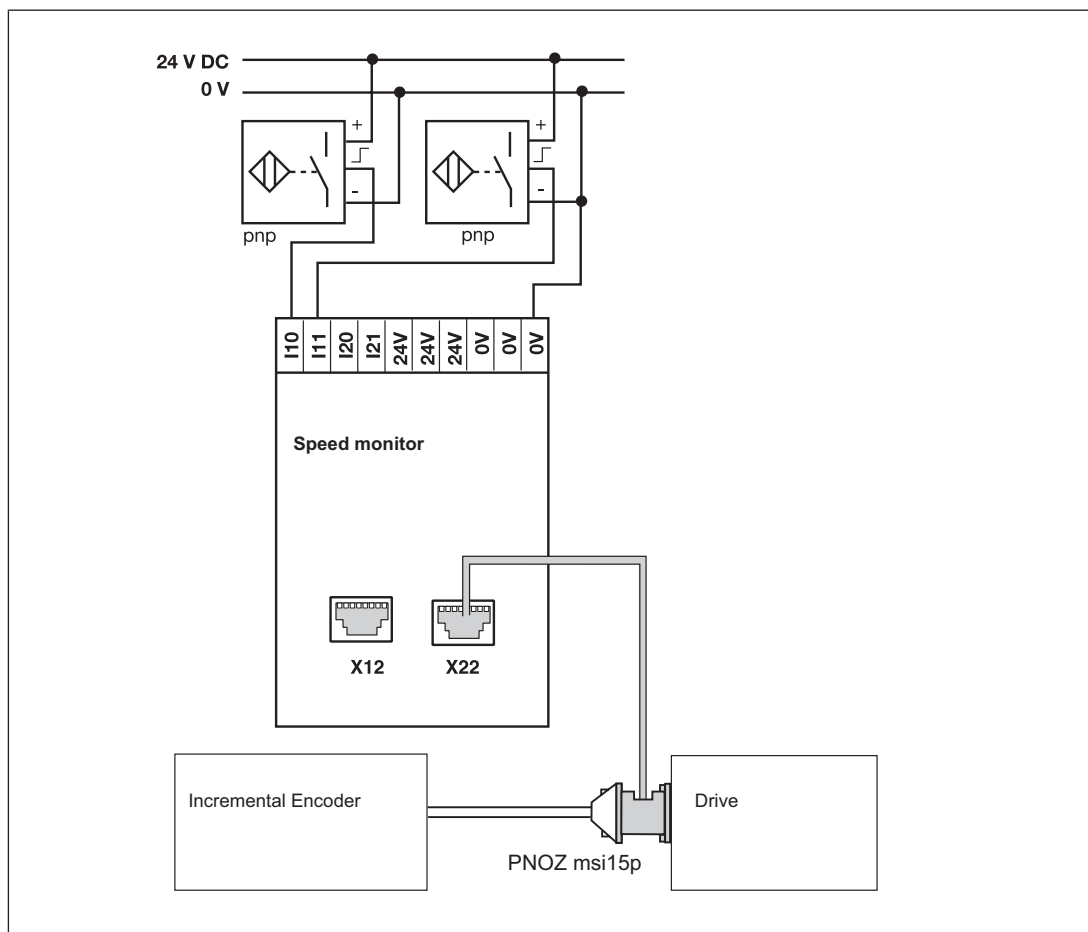 24 V DC
0 V
+
-
pnp
+
-
pnp
I10 I11 I20 I21 24V 24V 24V 0V 0V 0V
Speed monitor
X12 X22
Incremental Encoder
Drive
PNOZ msi15p